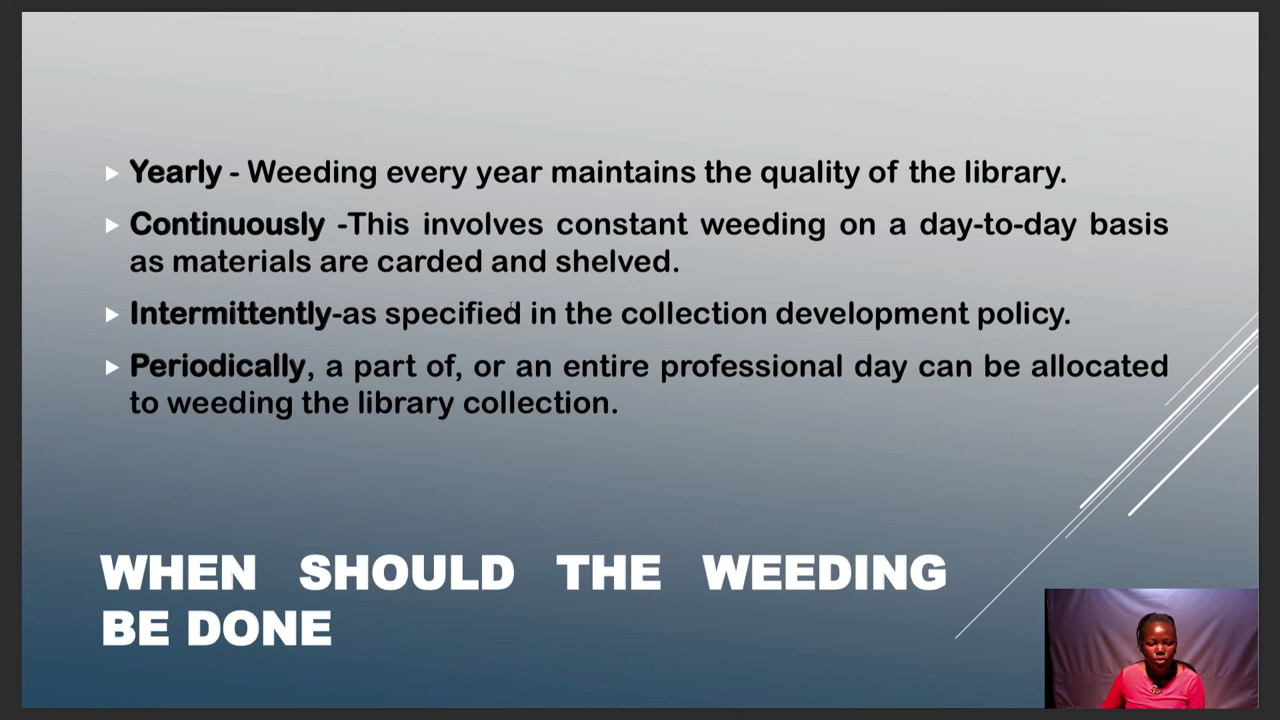 Yearly - Weeding every year maintains the quality of the library.
Continuously -This involves constant weeding on a day-to-day basis
as materials are carded and shelved.
Intermittently-as specified in the collection development policy.
Periodically, a part of, or an entire professional day can be allocated
to weeding the library collection.
WHEN SHOULD THE WEEDING
BE DONE